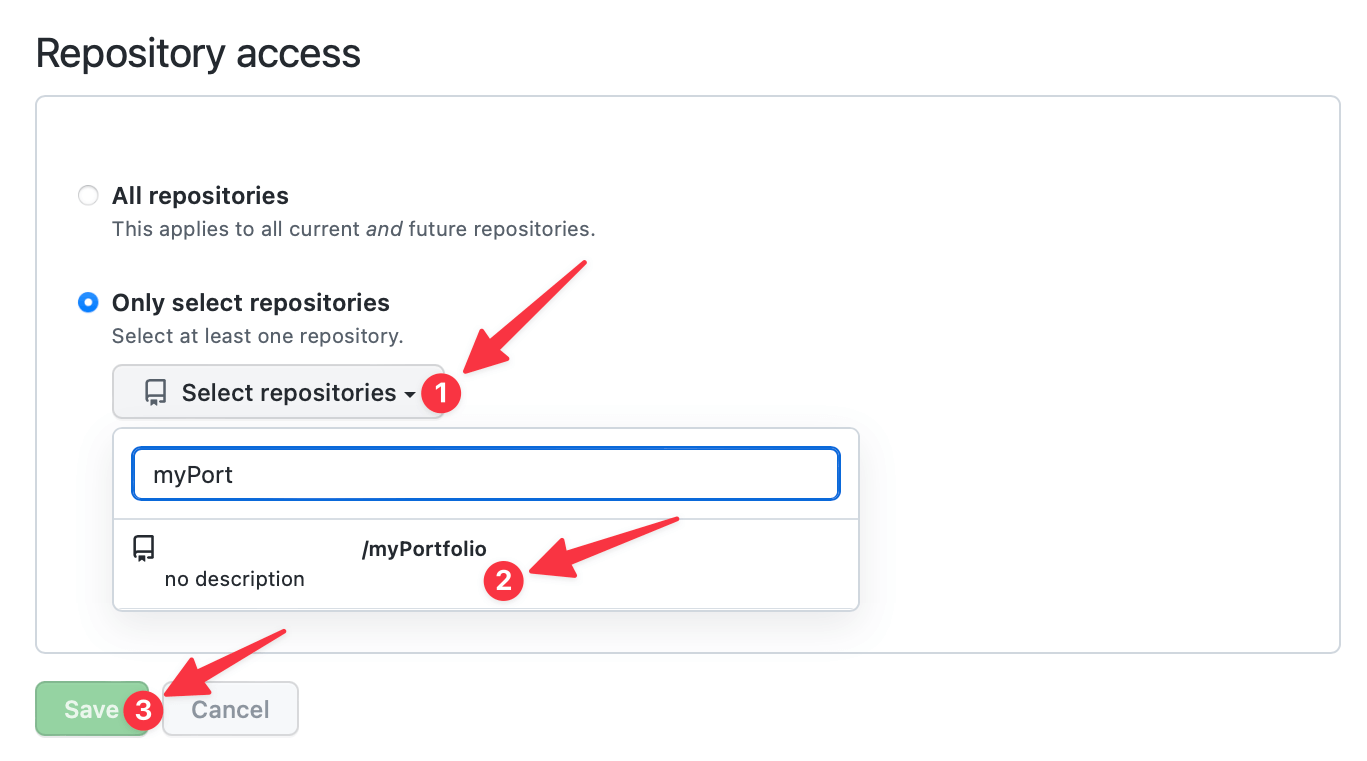 Repository access
All repositories
This applies to all current and future repositories.
Only select repositories
Select at least one repository.
Select repositories 1
myPort
/myPortfolio
no description
2
Save 3 Cancel